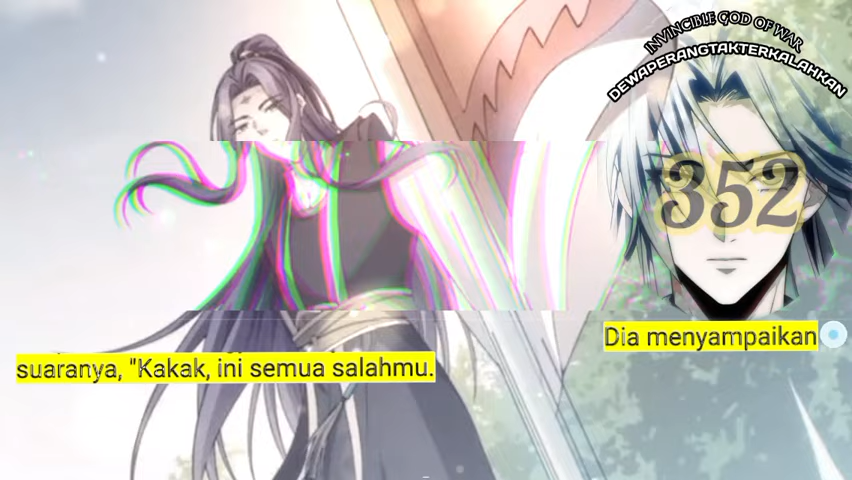 INVINCIBLE GOD OF WAR
DEWAPERANGTAKTERKALAHKAN
352
Dia menyampaikan
suaranya, "Kakak, ini semua salahmu.